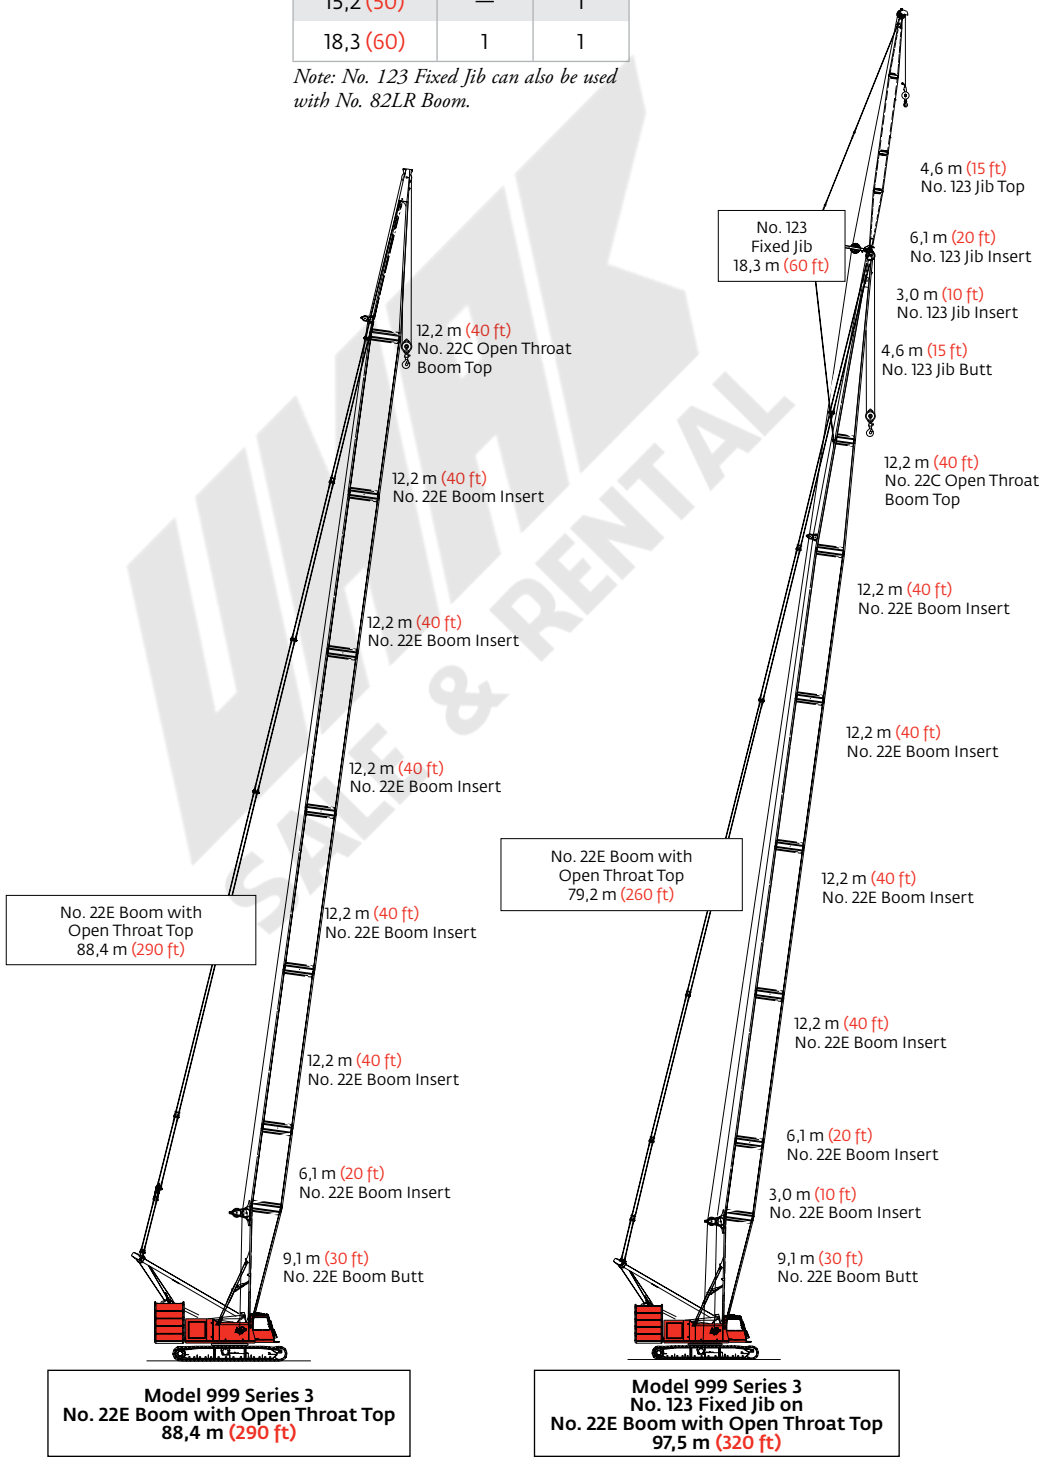 15,2 (50) — 1
18,3 (60) 1 1
Note: No. 123 Fixed Jib can also be used
with No. 82LR Boom.
12,2 m (40 ft)
No. 22C Open Throat
Boom Top
12,2 m (40 ft)
No. 22E Boom Insert
12,2 m (40 ft)
No. 22E Boom Insert
12,2 m (40 ft)
No. 22E Boom Insert
12,2 m (40 ft)
No. 22E Boom Insert
12,2 m (40 ft)
No. 22E Boom Insert
6,1 m (20 ft)
No. 22E Boom Insert
9,1 m (30 ft)
No. 22E Boom Butt
No. 22E Boom with
Open Throat Top
88,4 m (290 ft)
Model 999 Series 3
No. 22E Boom with Open Throat Top
88,4 m (290 ft)
4,6 m (15 ft)
No. 123 Jib Top
No. 123
Fixed Jib
18,3 m (60 ft)
6,1 m (20 ft)
No. 123 Jib Insert
3,0 m (10 ft)
No. 123 Jib Insert
4,6 m (15 ft)
No. 123 Jib Butt
12,2 m (40 ft)
No. 22C Open Throat
Boom Top
12,2 m (40 ft)
No. 22E Boom Insert
12,2 m (40 ft)
No. 22E Boom Insert
12,2 m (40 ft)
No. 22E Boom Insert
12,2 m (40 ft)
No. 22E Boom Insert
6,1 m (20 ft)
No. 22E Boom Insert
3,0 m (10 ft)
No. 22E Boom Insert
9,1 m (30 ft)
No. 22E Boom Butt
No. 22E Boom with
Open Throat Top
79,2 m (260 ft)
Model 999 Series 3
No. 123 Fixed Jib on
No. 22E Boom with Open Throat Top
97,5 m (320 ft)
SALE & RENTAL